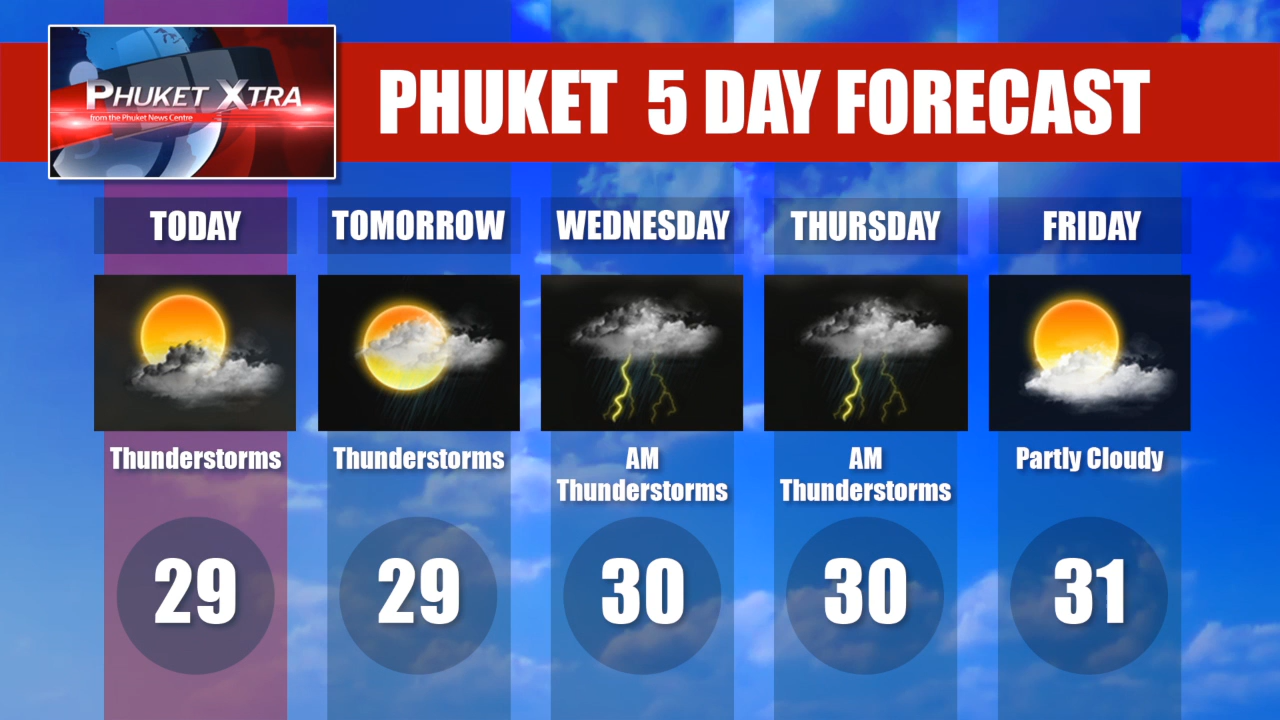 PHUKET XTRA
from the Phuket News Centre
PHUKET 5 DAY FORECAST
TODAY
TOMORROW
WEDNESDAY
THURSDAY
FRIDAY
Thunderstorms
Thunderstorms
AM
Thunderstorms
AM
Thunderstorms
Partly Cloudy
29
29
30
30
31